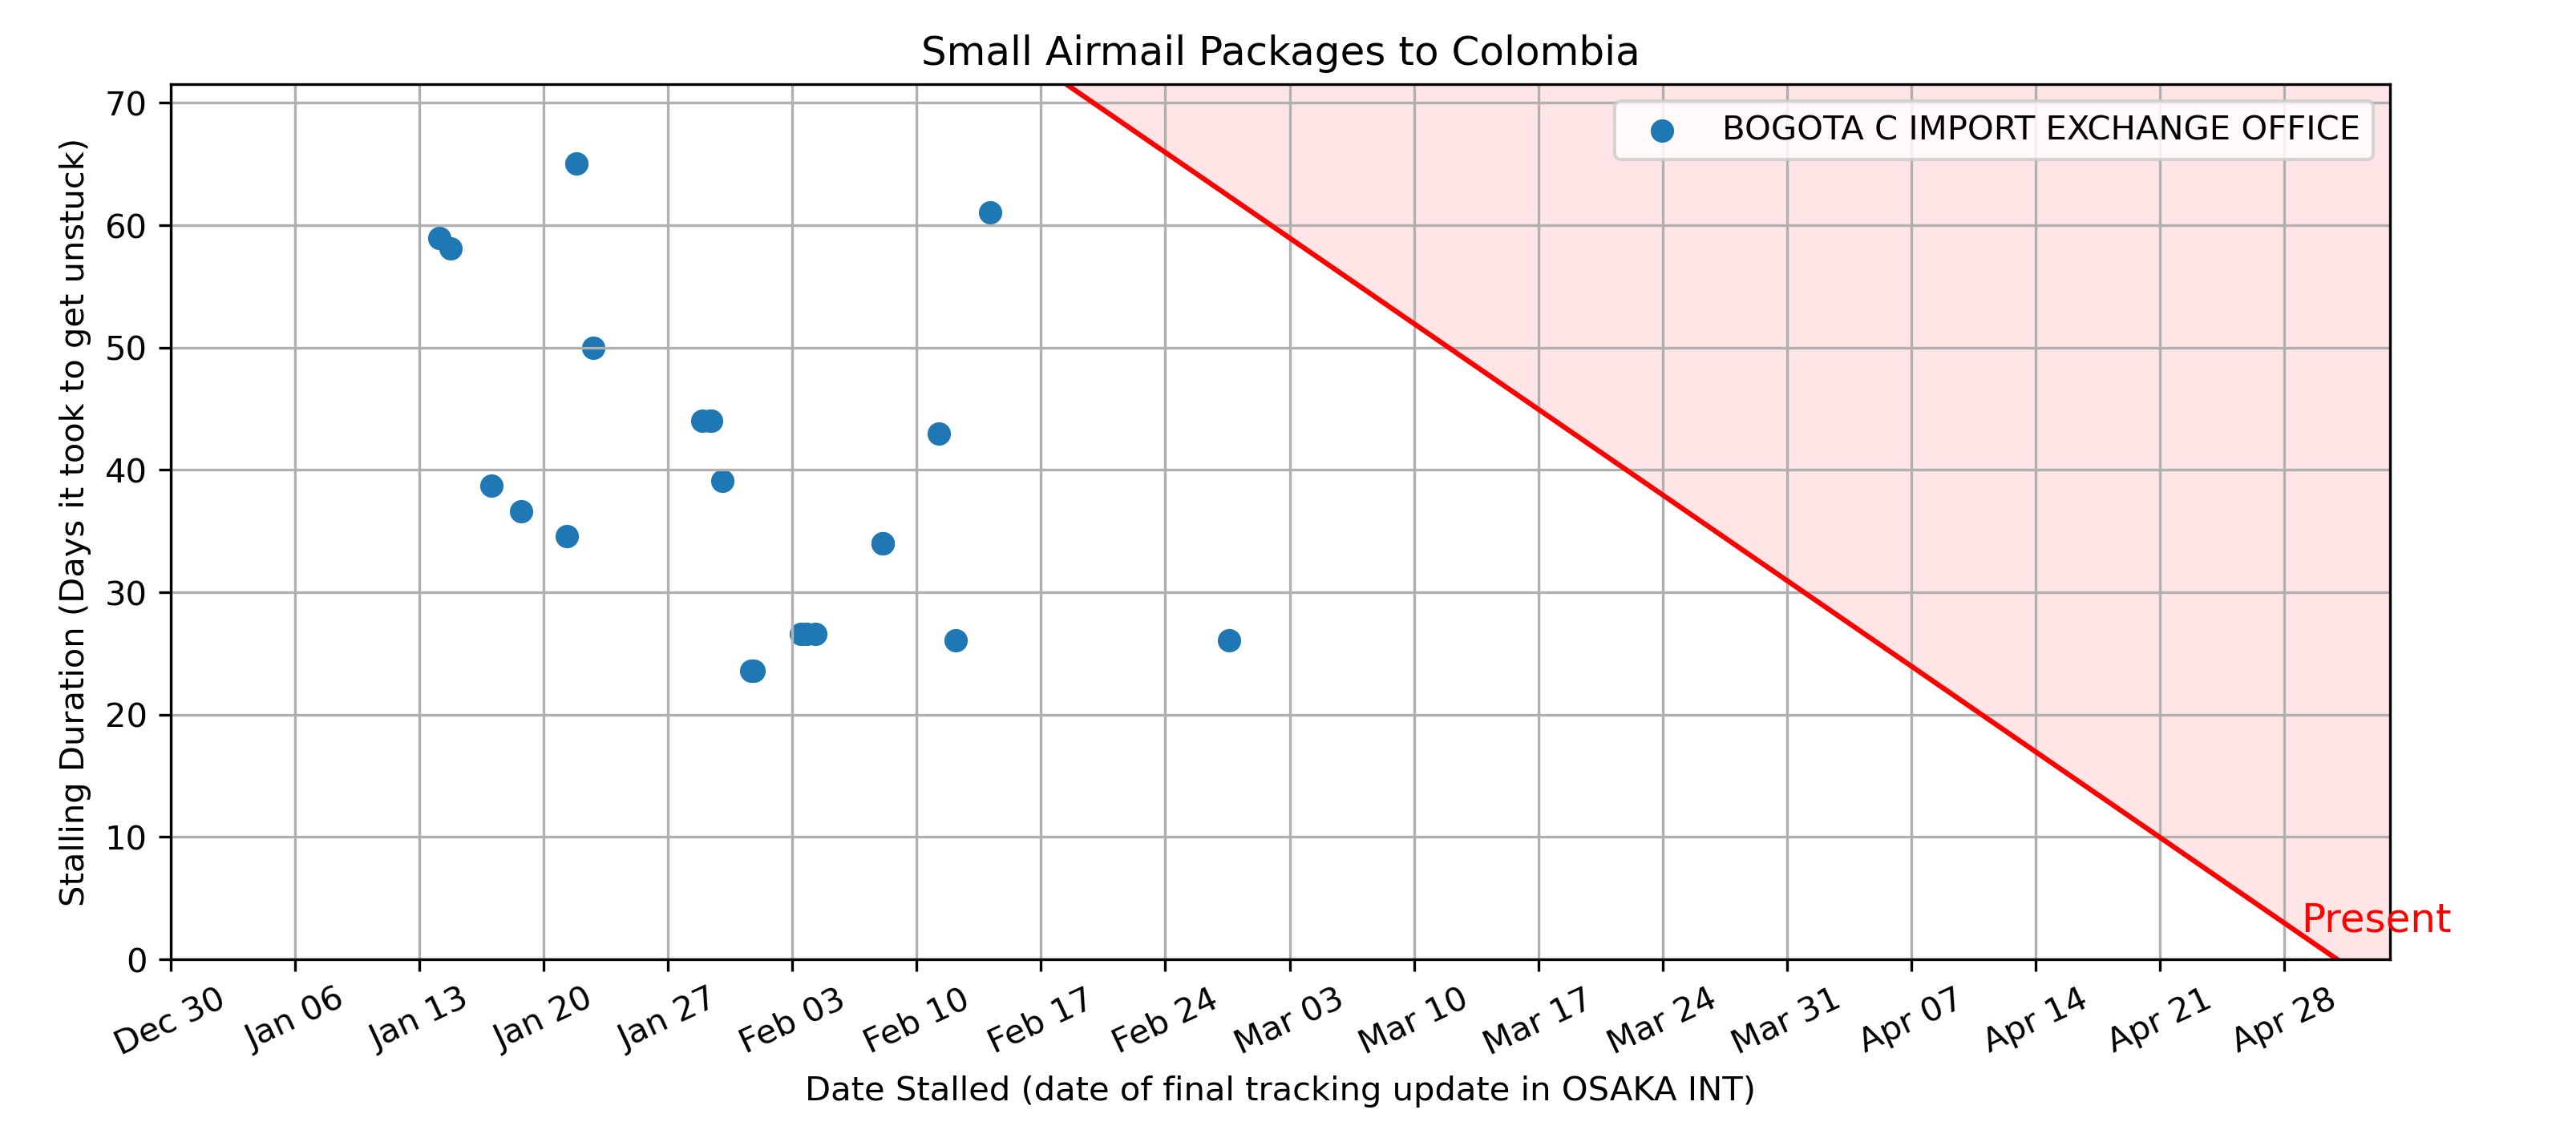 Small Airmail Packages to Colombia
BOGOTA C IMPORT EXCHANGE OFFICE
Stalling Duration (Days it took to get unstuck)
70
60
50
40
30
20
10
0
Present
Dec 30
Jan 06
Jan 13
Jan 20
Jan 27
Feb 03
Feb 10
Feb 17
Feb 24
Mar 03
Mar 10
Mar 17
Mar 24
Mar 31
Apr 07
Apr 14
Apr 21
Apr 28
Date Stalled (date of final tracking update in OSAKA INT)